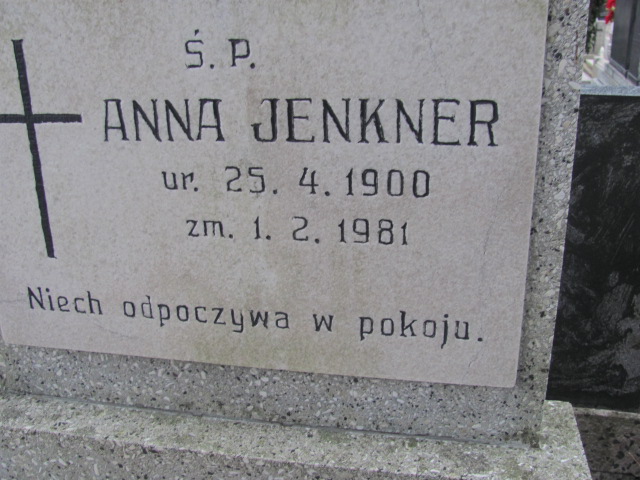 Ś. P.
ANNA JENKNER
ur. 25. 4. 1900
zm. 1. 2. 1981
Niech odpoczywa w pokoju.